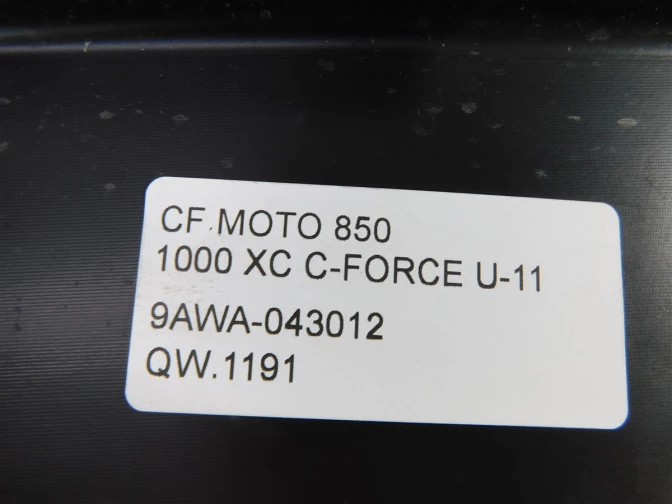 CF.MOTO 850
1000 XC C-FORCE U-11
9AWA-043012
QW.1191